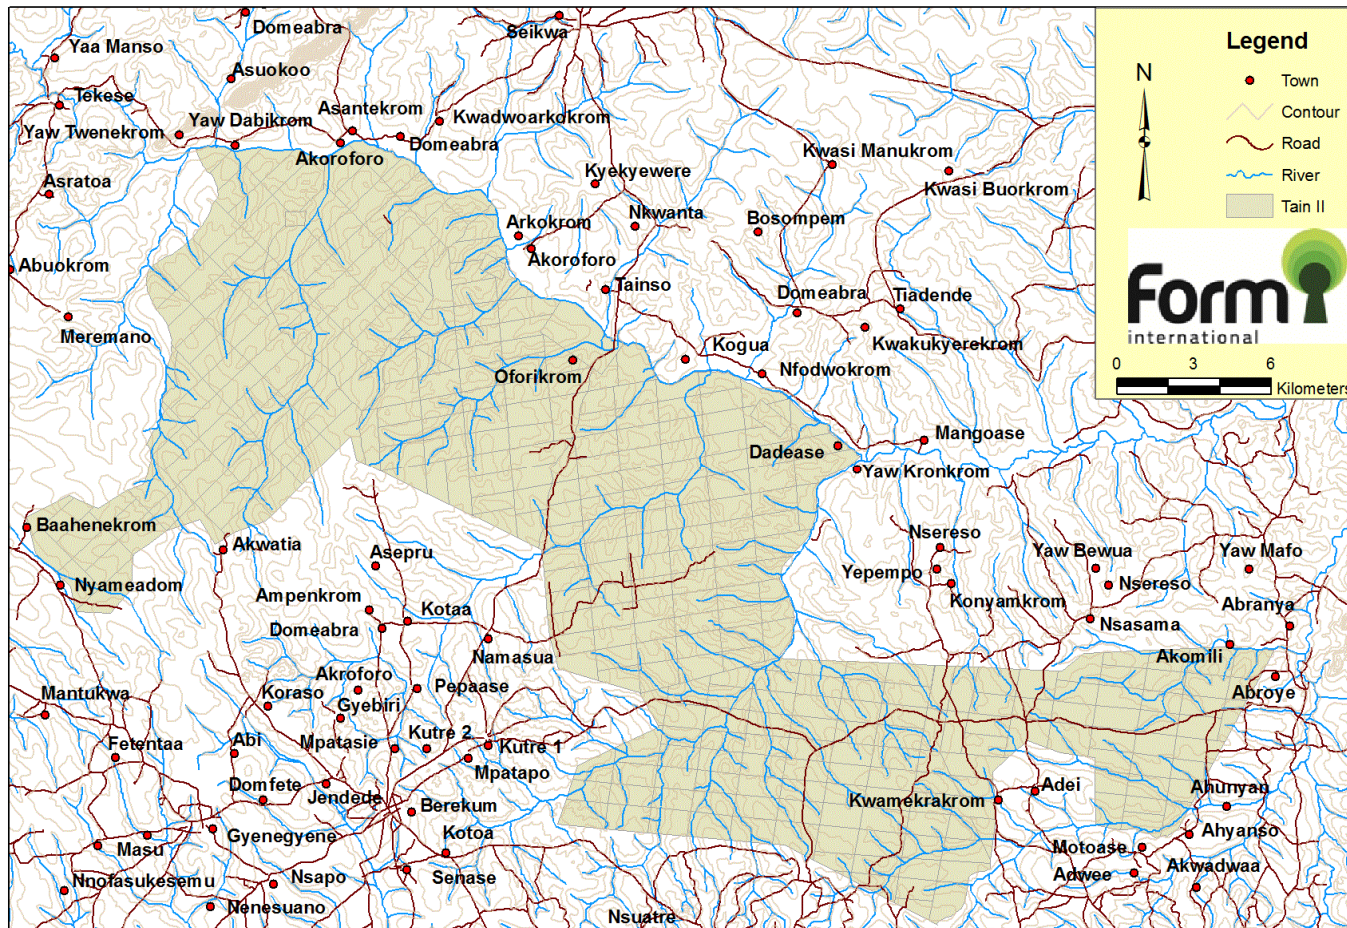 Domeabra
Seikwa
Yaa Manso
Asuokoo
Tekese
Asantekrom
Yaw Dabikrom
Kwadwoarkokrom
Yaw Twenekrom
Domeabra
Akoroforo
Kwasi Manukrom
Asratoa
Kyekyewere
Kwasi Buorkrom
Arkokrom
Nkwanta
Bosompem
Akoroforo
Abuokrom
Tainso
Domeabra
Tiadende
Meremano
Kogua
Kwakukyerekrom
Oforikrom
Nfodwokrom
Mangoase
Dadease
Yaw Kronkrom
Baahenekrom
Akwatia
Asepru
Nsereso
Yaw Bewua
Yaw Mafo
Nyameadom
Yepempo
Nsereso
Ampenkrom
Kotaa
Konyamkrom
Abranya
Domeabra
Nsasama
Namasua
Akomili
Akroforo
Pepaase
Abroye
Mantukwa
Koraso
Gyebiri
Fetentaa
Abi
Mpatasie
Kutre 2
Kutre 1
Mpatapo
Domfete
Jendede
Berekum
Kwamekrakrom
Adei
Ahunyan
Gyenegyene
Kotoa
Ahyanso
Masu
Motoase
Nnofasukesemu
Nsapo
Senase
Adwee
Akwadwaa
Nenesuano
Nsuatre
Legend
N
Town
Contour
Road
River
Tain II
Form
international
0 3 6
Kilometers